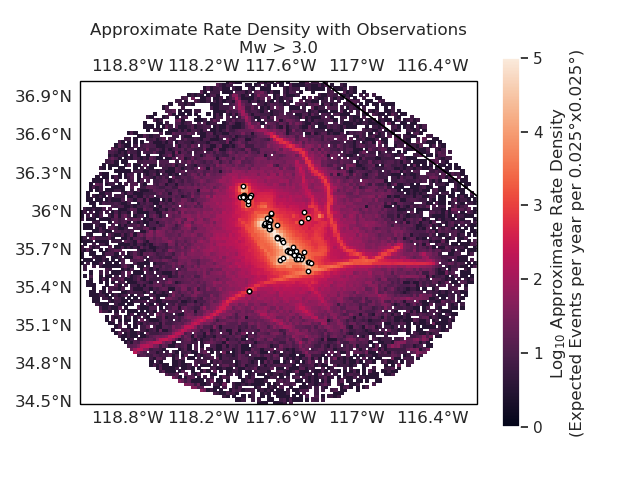 Approximate Rate Density with Observations
Mw > 3.0
118.8°W 118.2°W 117.6°W 117°W 116.4°W
36.9°N
36.6°N
36.3°N
36°N
35.7°N
35.4°N
35.1°N
34.8°N
34.5°N
118.8°W 118.2°W 117.6°W 117°W 116.4°W
5
4
3
2
1
0
Log₁₀ Approximate Rate Density
(Expected Events per year per 0.025°x0.025°)